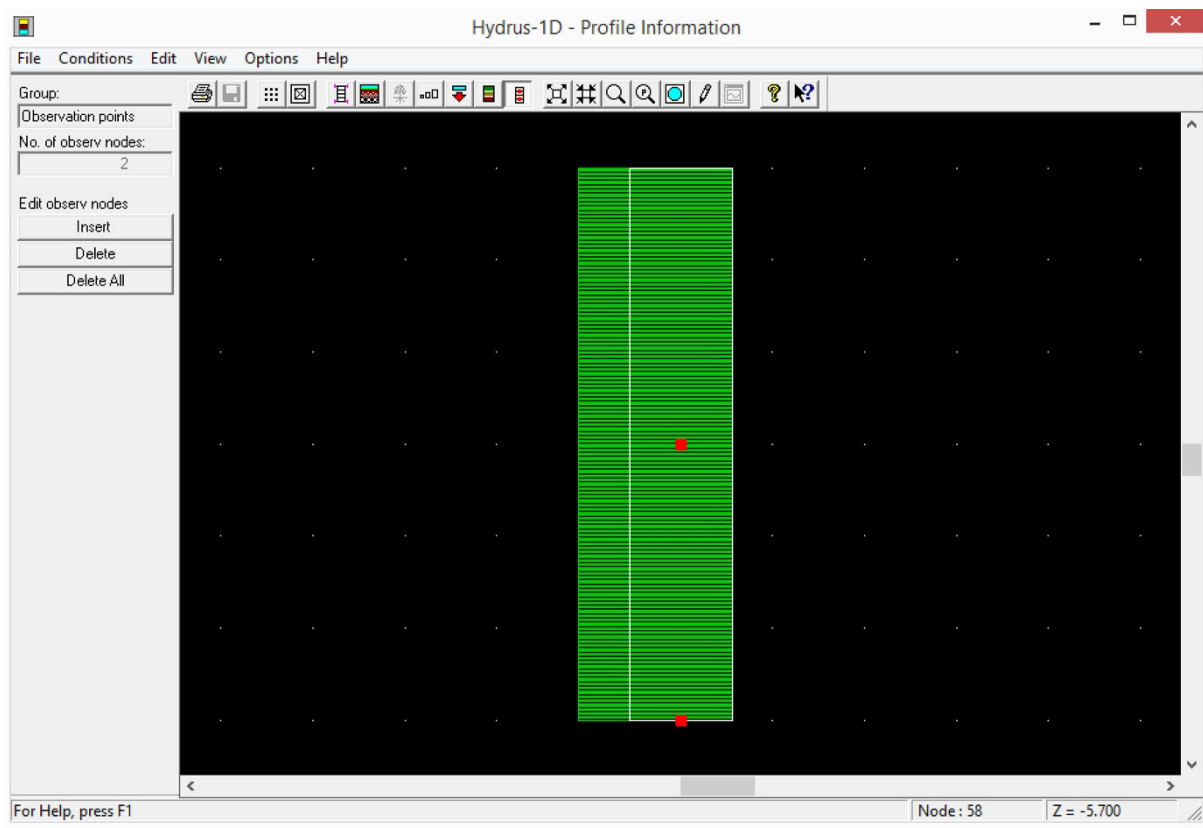 Hydrus-1D - Profile Information
File Conditions Edit View Options Help
Group:
Observation points
No. of observ nodes:
2
Edit observ nodes
Insert
Delete
Delete All
For Help, press F1
Node : 58
Z = -5.700